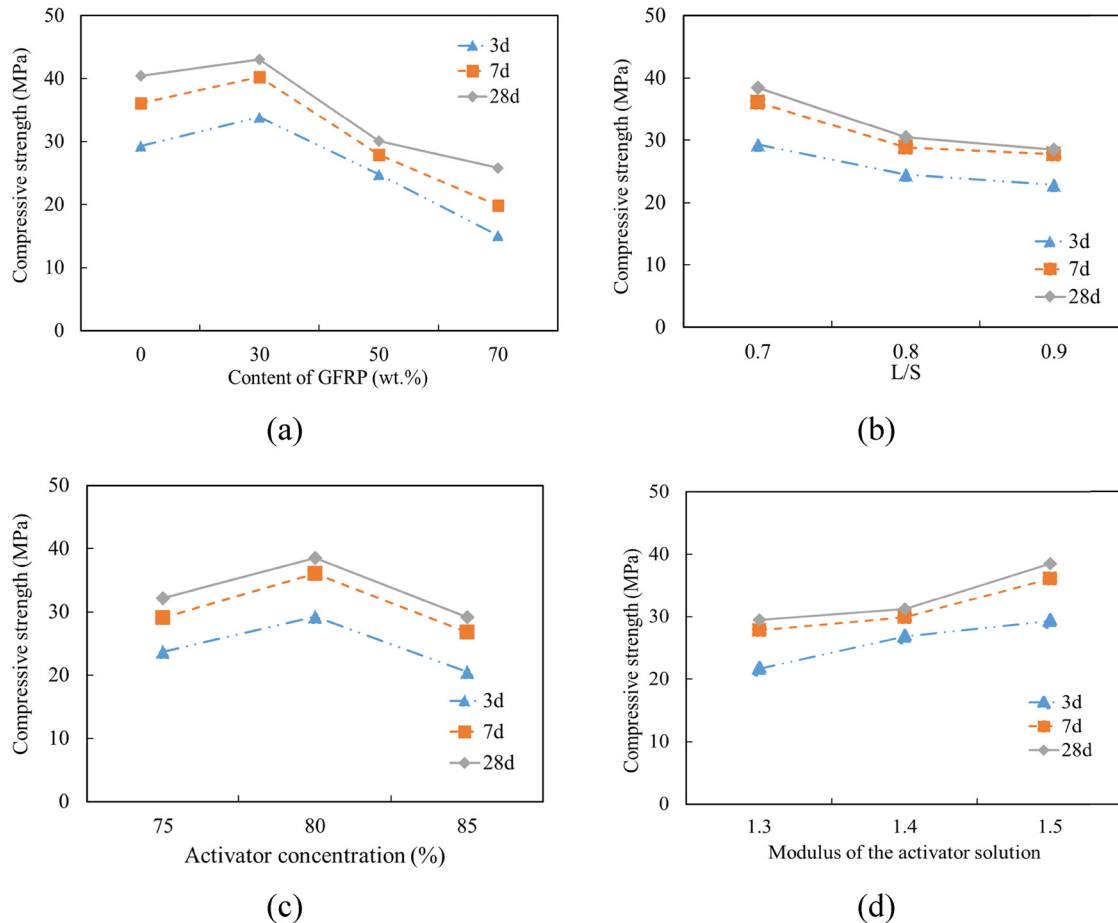 50
40
30
20
10
0
Compressive strength (MPa)
3d
7d
28d
0 30 50 70
Content of GFRP (wt.%)
(a)
50
40
30
20
10
0
Compressive strength (MPa)
3d
7d
28d
0.7 0.8 0.9
L/S
(b)
50
40
30
20
10
0
Compressive strength (MPa)
3d
7d
28d
75 80 85
Activator concentration (%)
(c)
50
40
30
20
10
0
Compressive strength (MPa)
3d
7d
28d
1.3 1.4 1.5
Modulus of the activator solution
(d)